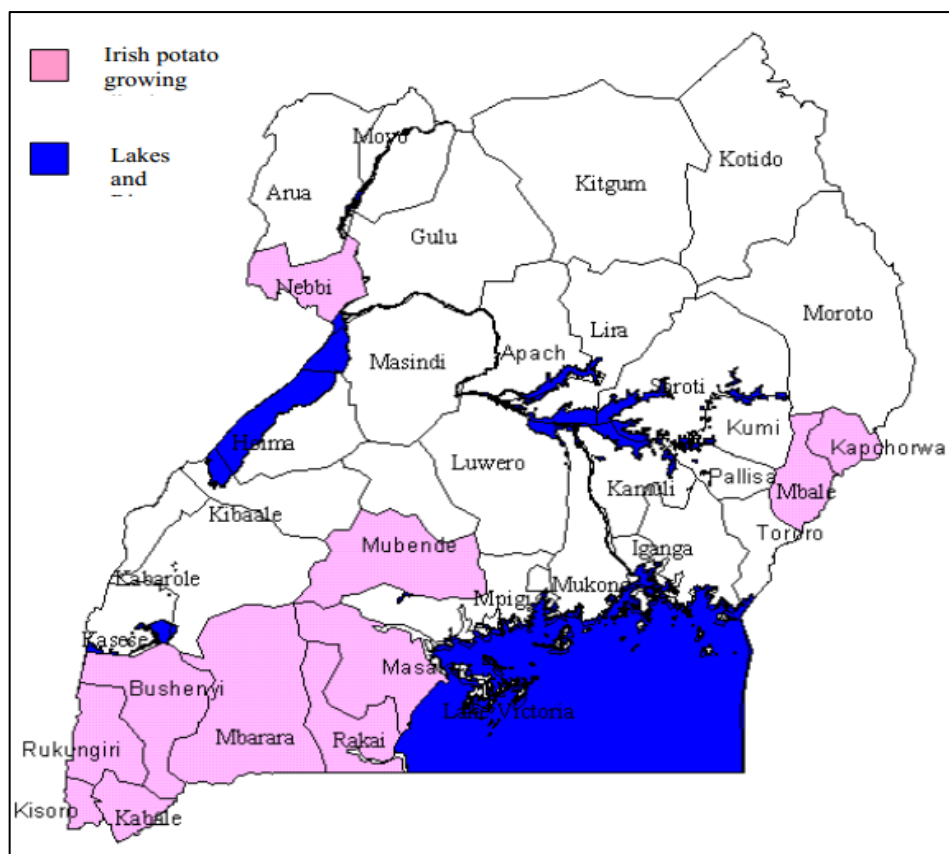 Irish potato
growing
Lakes
and
Moyo
Kotido
Kitgum
Arua
Gulu
Nebbi
Moroto
Lira
Apach
Masindi
Soroti
Kumi
Hoima
Kapchorwa
Luwero
Pallisa
Kamuli
Mbale
Kibaale
Tororo
Mubende
Iganga
Kabarole
Mukono
Mpigi
Kasese
Masaka
Bushenyi
Lake Victoria
Mbarara
Rakai
Rukungiri
Kisoro
Kabale